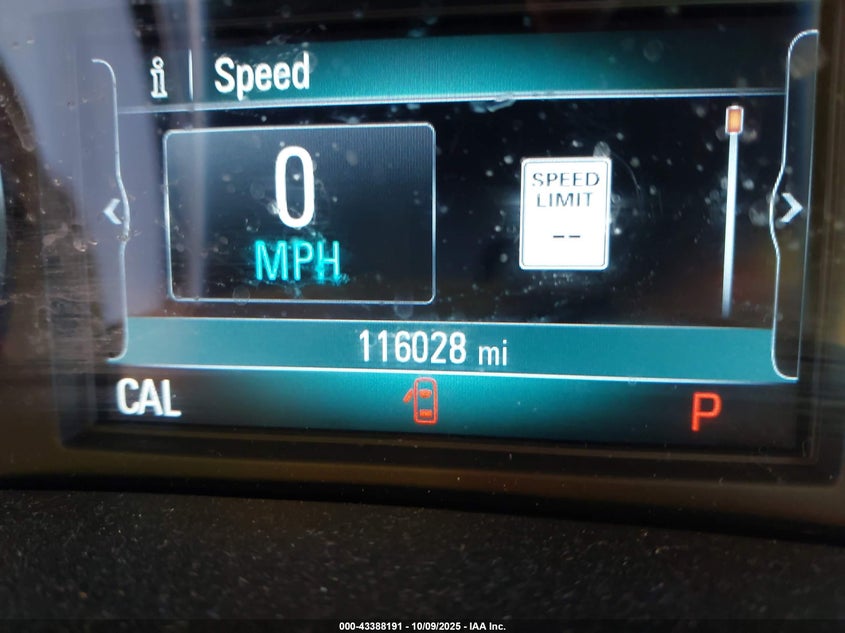 i Speed
0
MPH
SPEED
LIMIT
--
116028 mi
CAL P
000-43388191 - 10/09/2025 - IAA Inc.